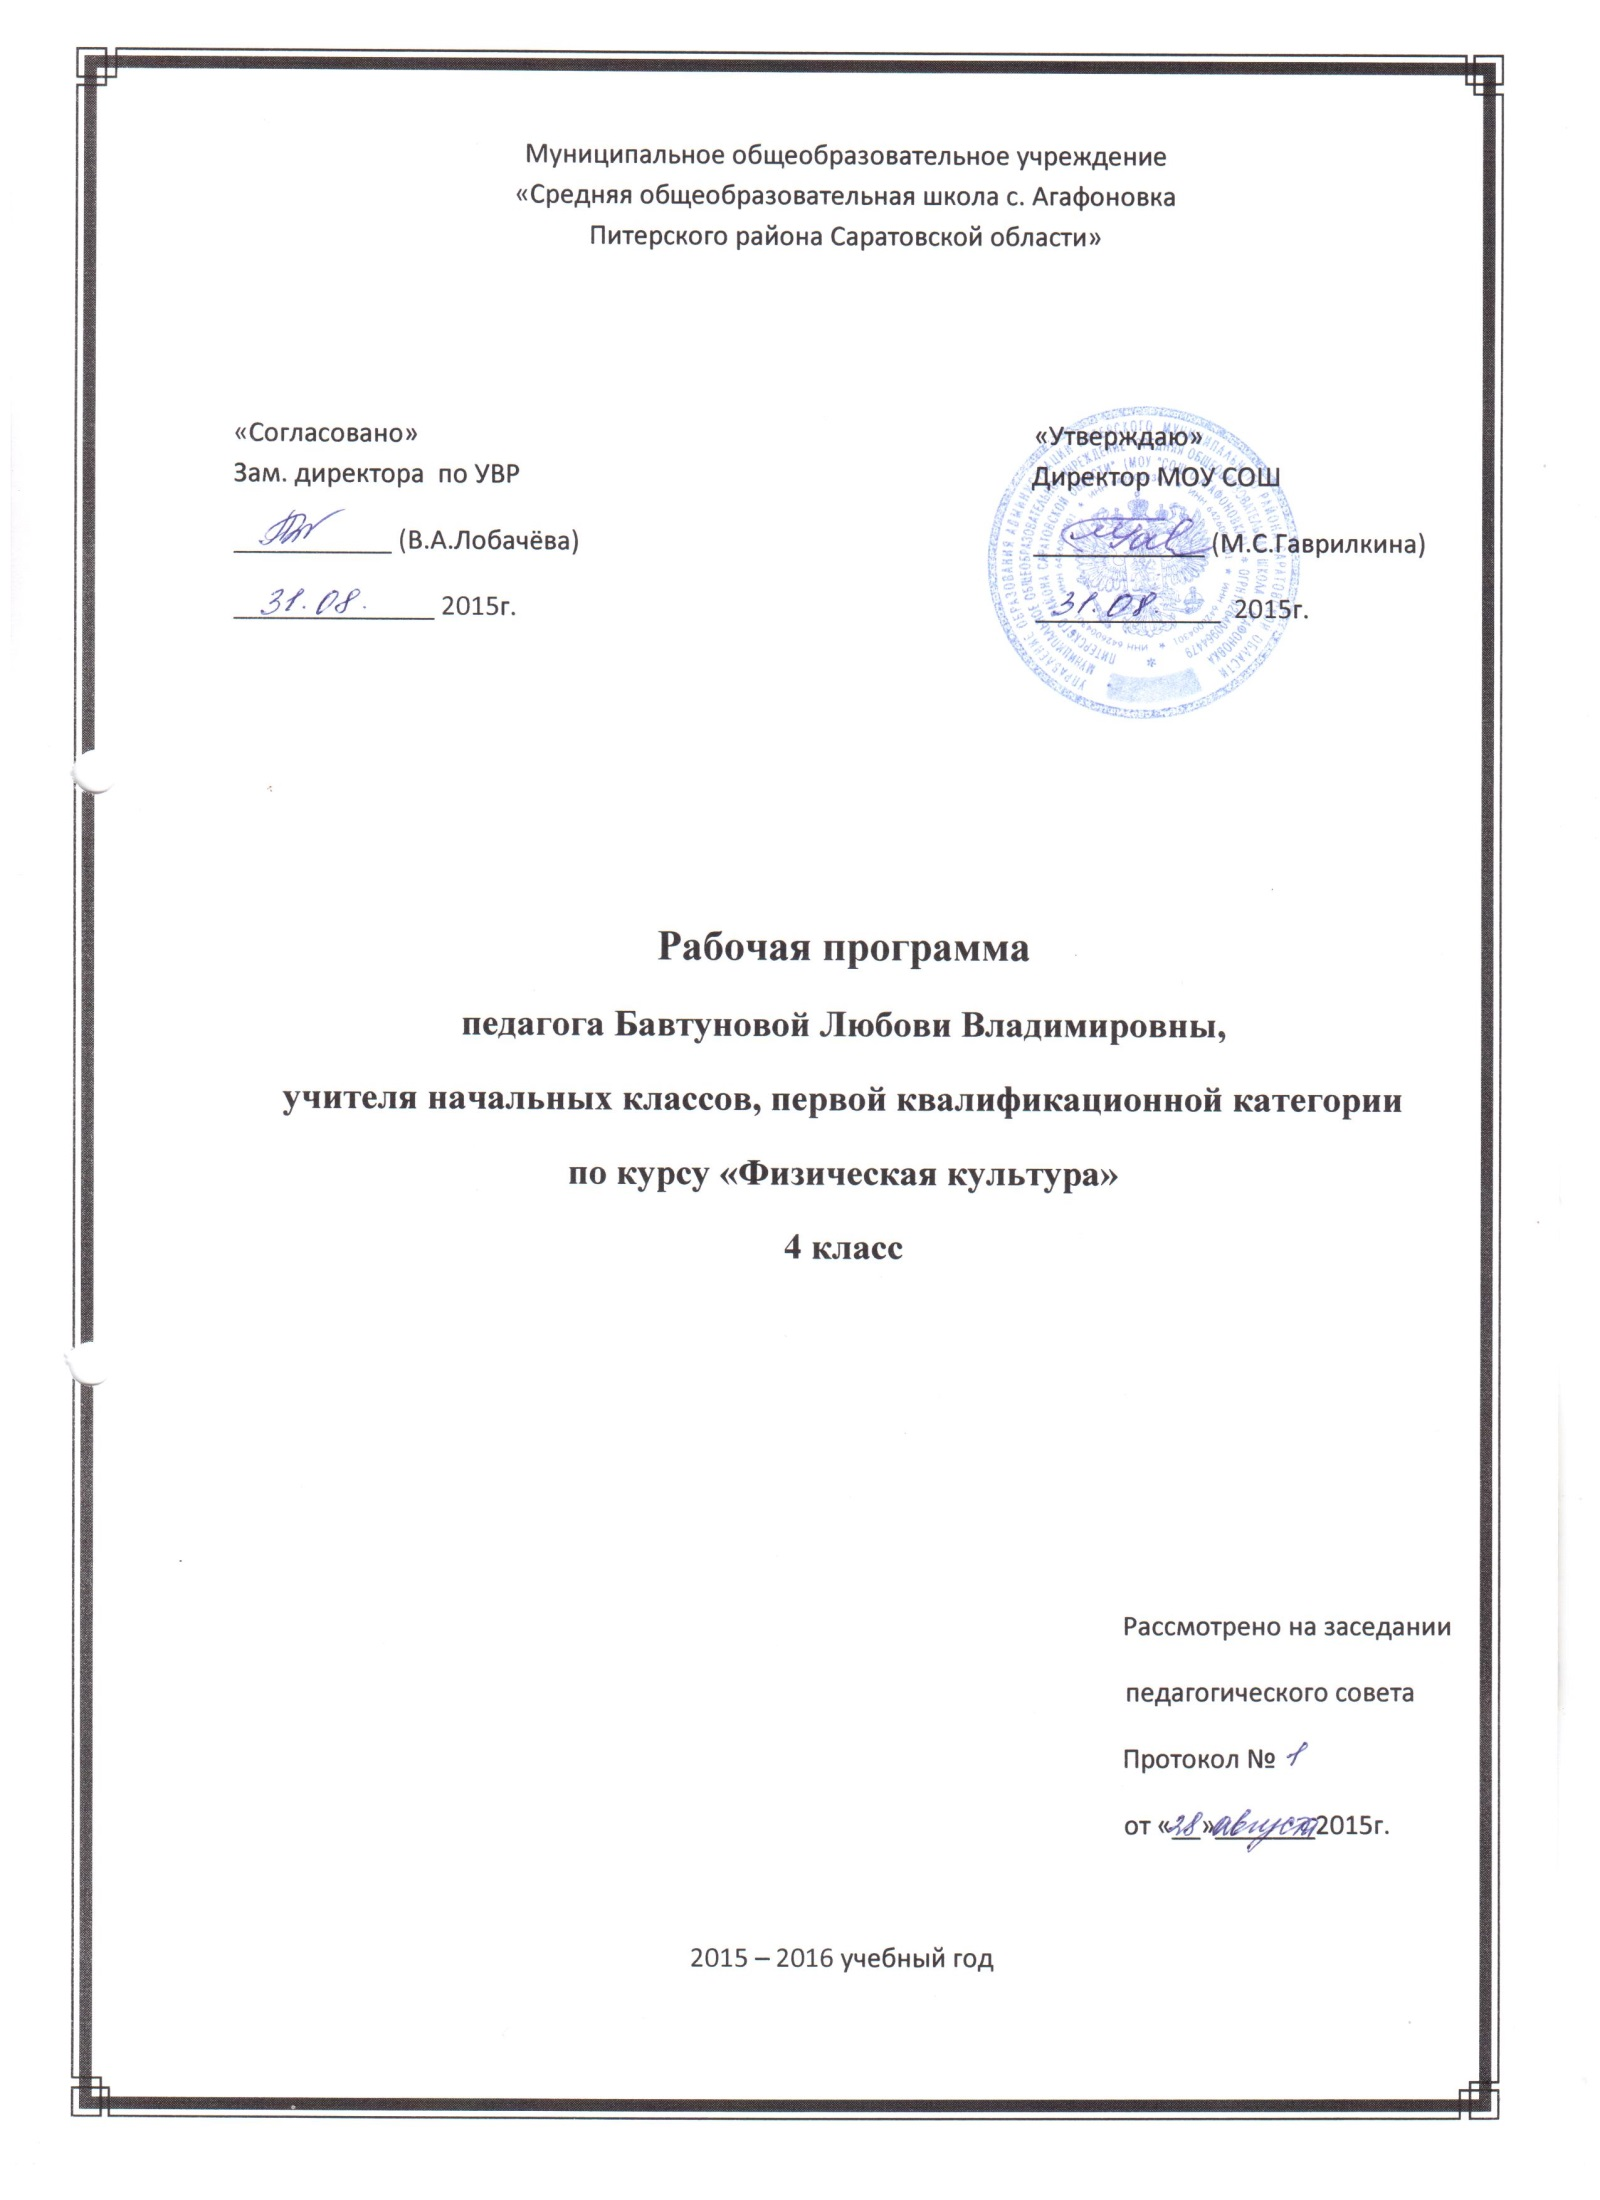 Муниципальное общеобразовательное учреждение
«Средняя общеобразовательная школа с. Агафоновка
Питерского района Саратовской области»
«Согласовано»
Зам. директора по УВР
(В.А.Лобачёва)
31.08. 2015г.
«Утверждаю»
Директор МОУ СОШ
(М.С.Гаврилкина)
31.08. 2015г.
Рабочая программа
педагога Бавтуновой Любови Владимировны,
учителя начальных классов, первой квалификационной категории
по курсу «Физическая культура»
4 класс
Рассмотрено на заседании
педагогического совета
Протокол № 1
от «28» августа 2015г.
2015 – 2016 учебный год